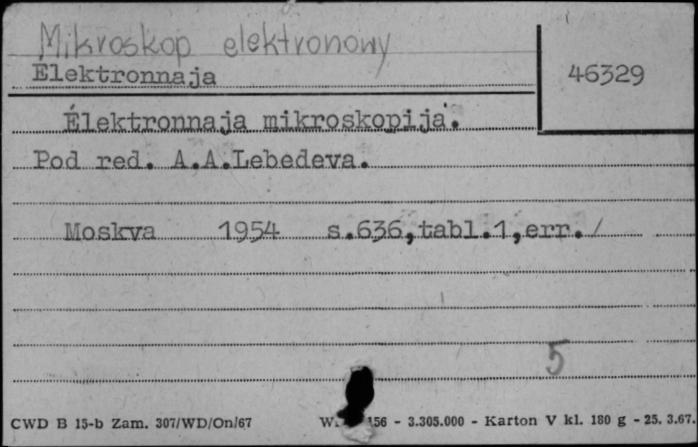 Mikroskop elektronowy
Élektronnaja
46329
Élektronnaja mikroskopija.
Pod red. A.A.Lebedeva.
Moskva 1954 s.636,tabl.1,err./
5
CWD B 15-b Zam. 307/WD/On/67 156 - 3.305.000 - Karton V kl. 180 g - 25. 3.67.